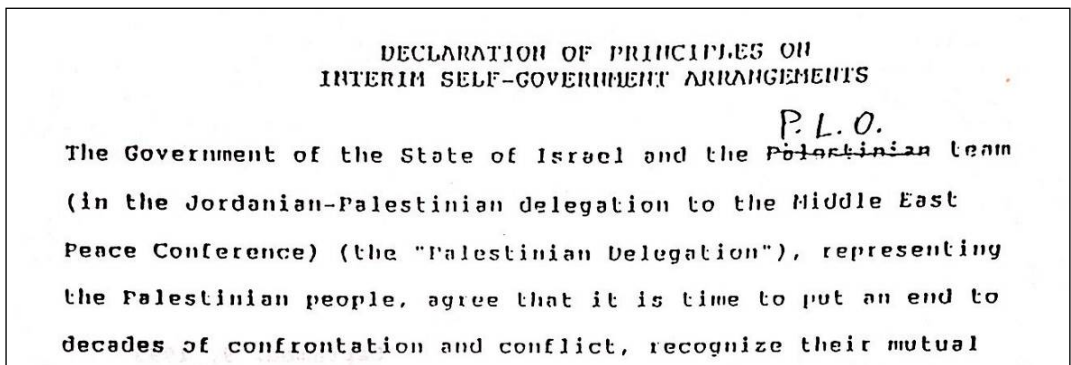 DECLARATION OF PRINCIPLES ON
INTERIM SELF-GOVERNMENT ARRANGEMENTS
P.L.O.
The Government of the State of Israel and the Palestinian team
(in the Jordanian-Palestinian delegation to the Middle East
Peace Conference) (the "Palestinian Delegation"), representing
the Palestinian people, agree that it is time to put an end to
decades of confrontation and conflict, recognize their mutual